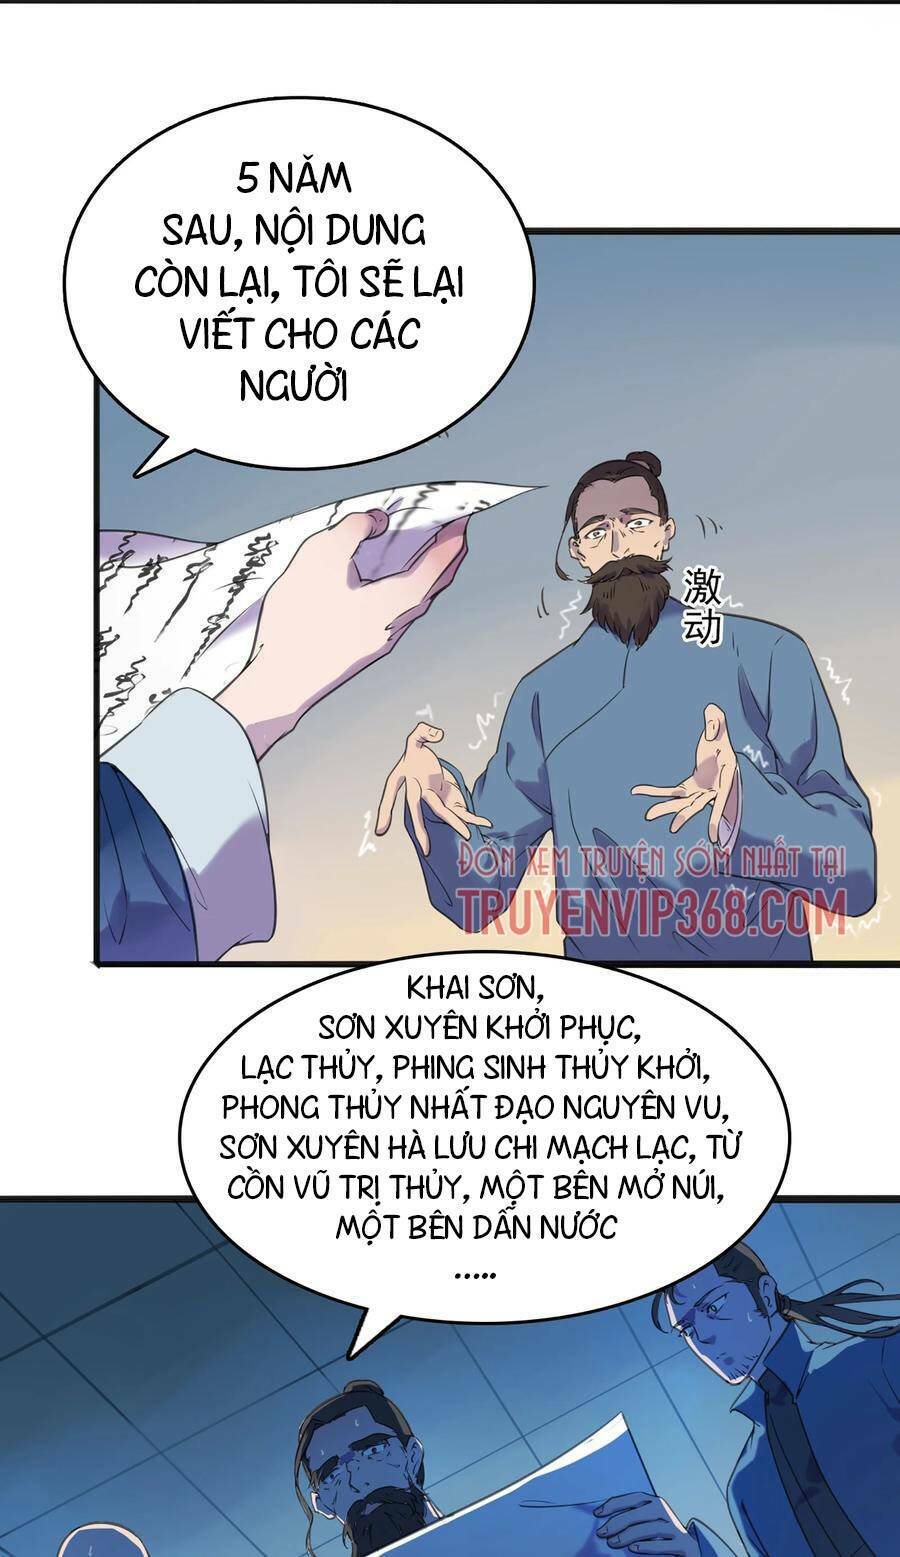 5 NĂM
SAU, NỘI DUNG
CÒN LẠI, TÔI SẼ LẠI
VIẾT CHO CÁC
NGƯỜI
激
动
ĐÓN XEM TRUYỆN SỚM NHẤT TẠI
TRUYENVIP368.COM
KHAI SƠN,
SƠN XUYÊN KHỞI PHỤC,
LẠC THỦY, PHING SINH THỦY KHỞI,
PHONG THỦY NHẤT ĐẠO NGUYÊN VU,
SƠN XUYÊN HÀ LƯU CHI MẠCH LẠC, TỪ
CỒN VŨ TRỊ THỦY, MỘT BÊN MỞ NÚI,
MỘT BÊN DẪN NƯỚC
.....